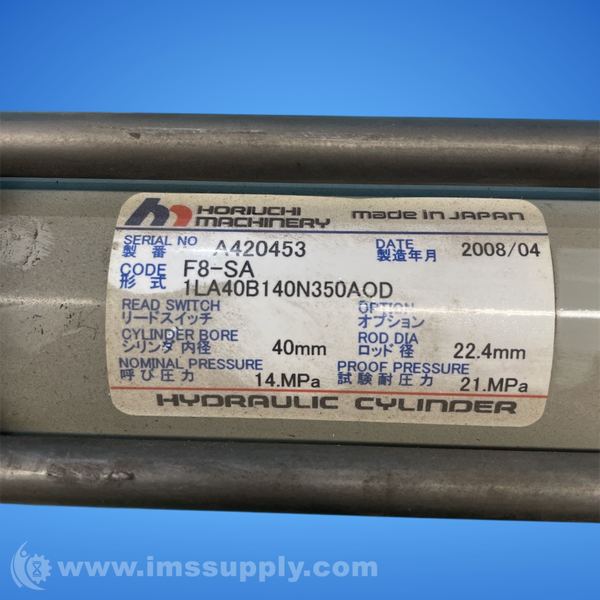 HORIUCHI
MACHINERY
made in JAPAN
SERIAL NO A420453 DATE 2008/04
製番 製造年月
CODE F8-SA
形式 1LA40B140N350AOD
READ SWITCH OPTION
リードスイッチ オプション
CYLINDER BORE ROD DIA
シリンダ内径 40mm ロッド径 22.4mm
NOMINAL PRESSURE PROOF PRESSURE
呼び圧力 14.MPa 試験耐圧力 21.MPa
HYDRAULIC CYLINDER
www.imssupply.com